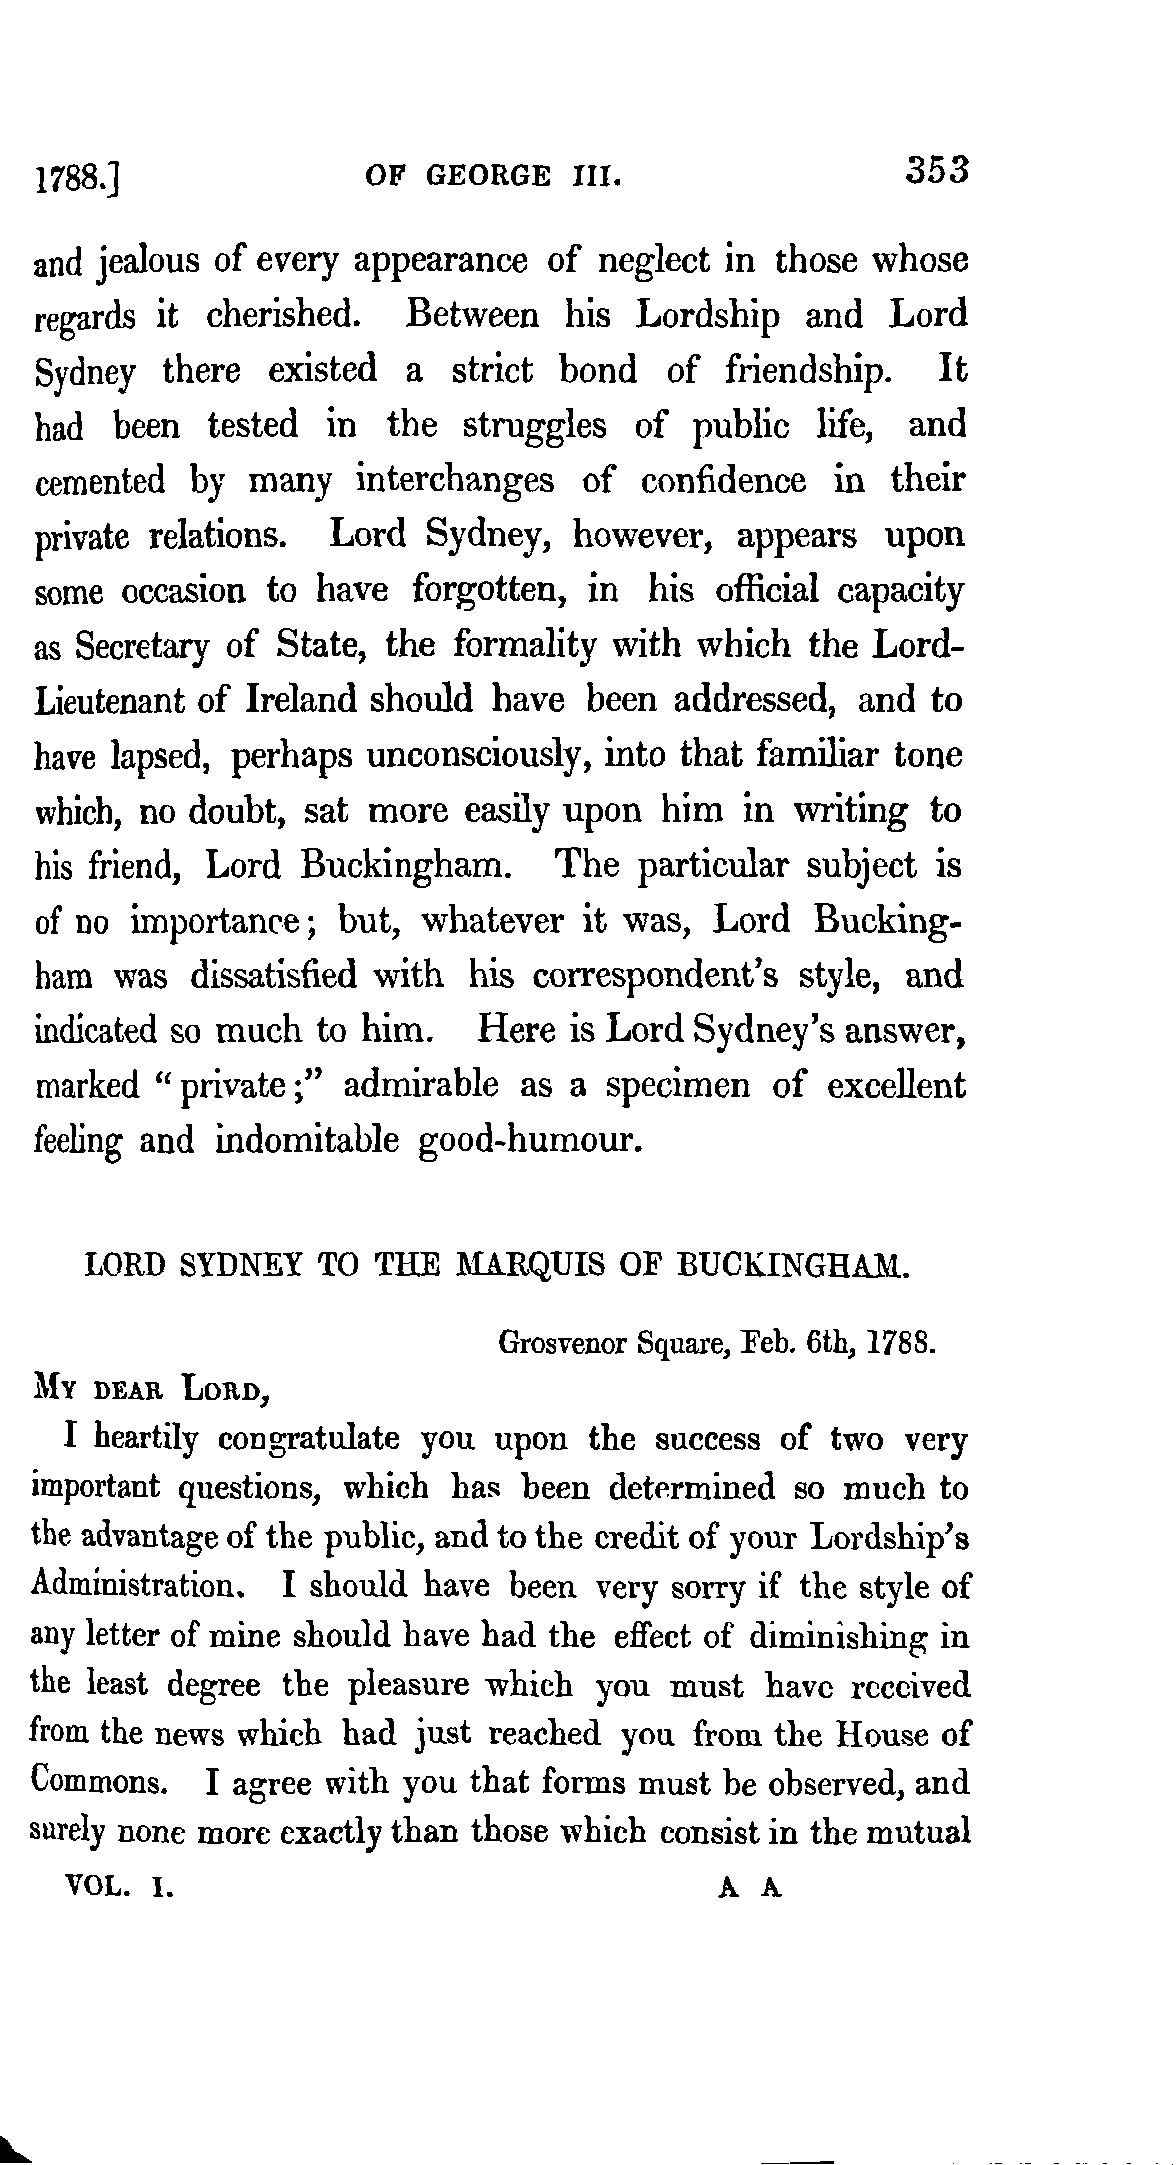 1788.] OF GEORGE III. 353
and jealous of every appearance of neglect in those whose
regards it cherished. Between his Lordship and Lord
Sydney there existed a strict bond of friendship. It
had been tested in the struggles of public life, and
cemented by many interchanges of confidence in their
private relations. Lord Sydney, however, appears upon
some occasion to have forgotten, in his official capacity
as Secretary of State, the formality with which the Lord-
Lieutenant of Ireland should have been addressed, and to
have lapsed, perhaps unconsciously, into that familiar tone
which, no doubt, sat more easily upon him in writing to
his friend, Lord Buckingham. The particular subject is
of no importance; but, whatever it was, Lord Bucking-
ham was dissatisfied with his correspondent's style, and
indicated so much to him. Here is Lord Sydney's answer,
marked "private;" admirable as a specimen of excellent
feeling and indomitable good-humour.
LORD SYDNEY TO THE MARQUIS OF BUCKINGHAM.
Grosvenor Square, Feb. 6th, 1788.
MY DEAR LORD,
I heartily congratulate you upon the success of two very
important questions, which has been determined so much to
the advantage of the public, and to the credit of your Lordship's
Administration. I should have been very sorry if the style of
any letter of mine should have had the effect of diminishing in
the least degree the pleasure which you must have received
from the news which had just reached you from the House of
Commons. I agree with you that forms must be observed, and
surely none more exactly than those which consist in the mutual
VOL. I. A A